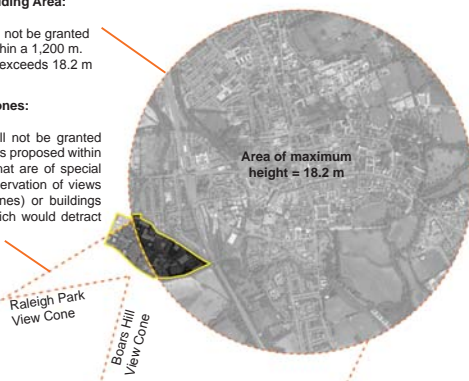 ding Area:
not be granted
hin a 1,200 m.
exceeds 18.2 m
ones:
ll not be granted
s proposed within
hat are of special
ervation of views
nes) or buildings
ich would detract
Area of maximum
height = 18.2 m
Raleigh Park
View Cone
Boars Hill
View Cone